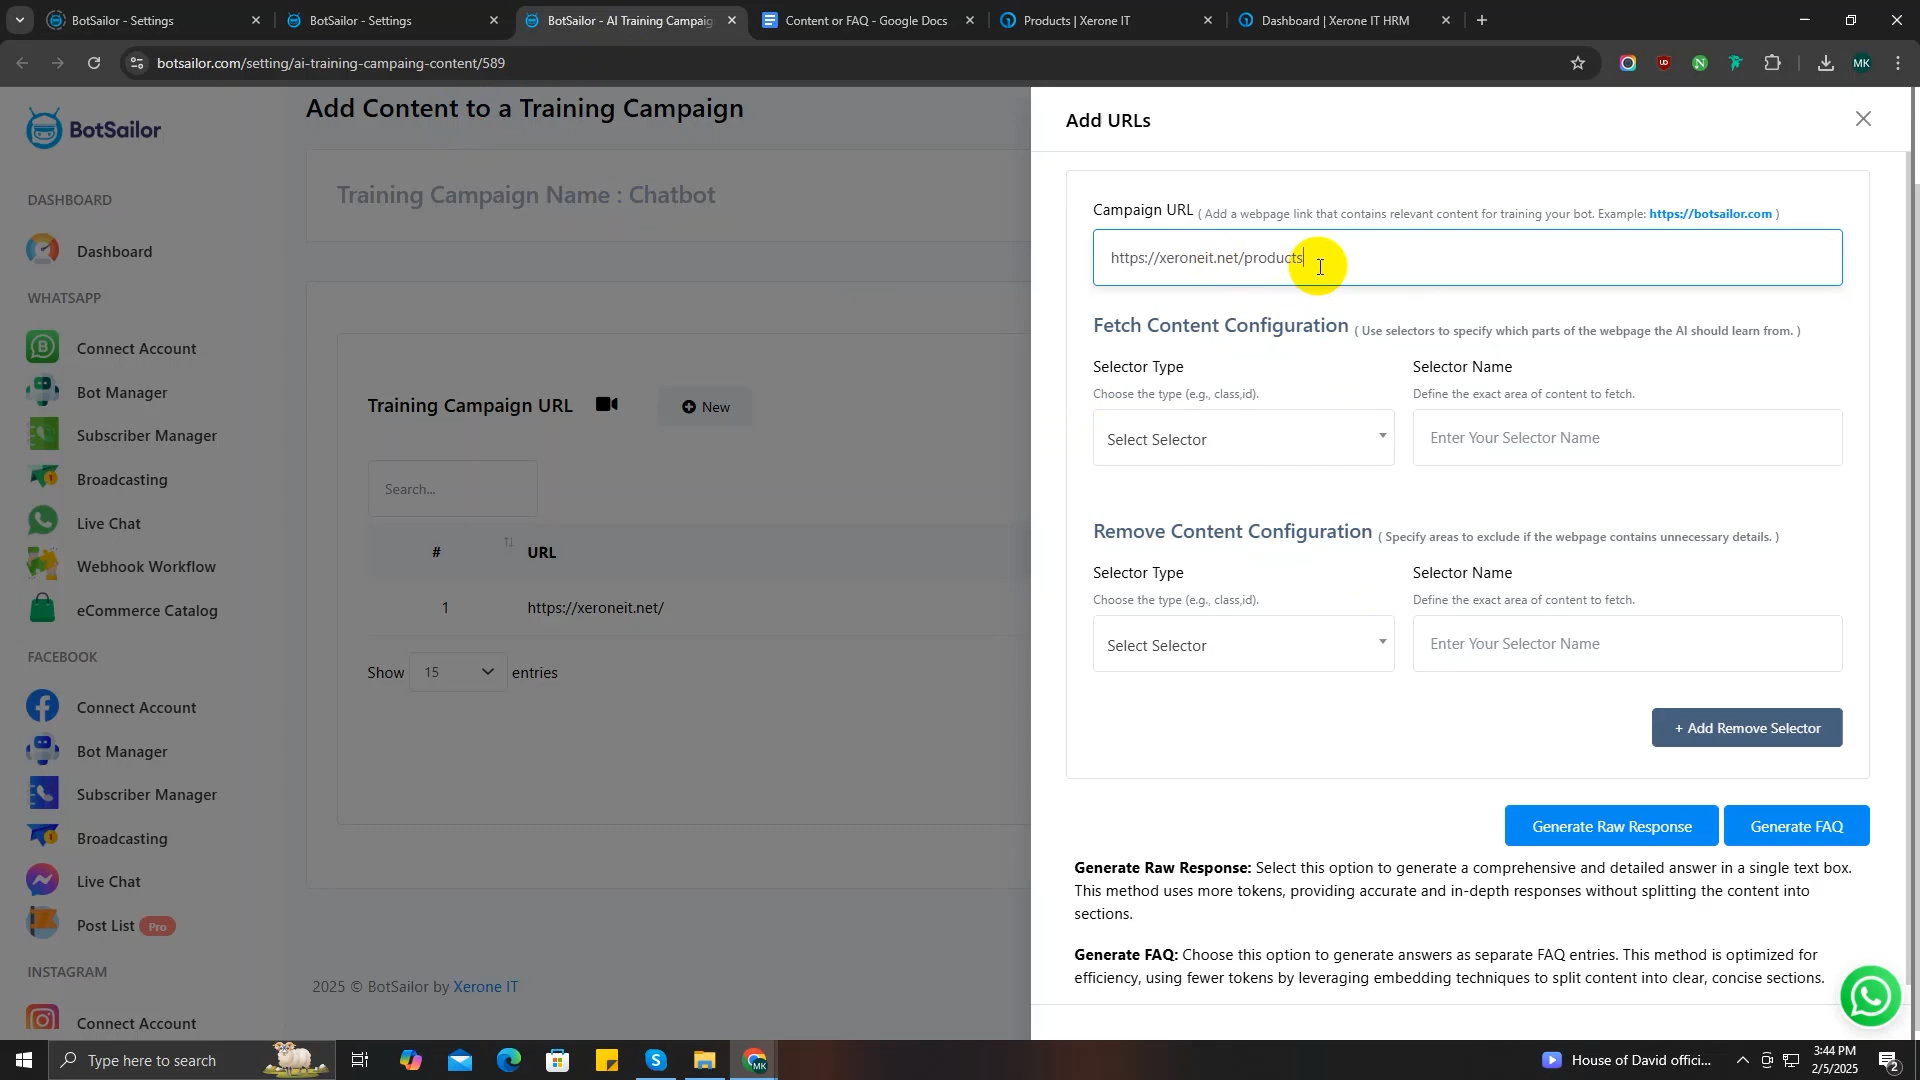 BotSailor - Settings
BotSailor - Settings
BotSailor - AI Training Campaig
Content or FAQ - Google Docs
Products | Xerone IT
Dashboard | Xerone IT HRM
botsailor.com/setting/ai-training-campaing-content/589
MK
BotSailor
DASHBOARD
Dashboard
WHATSAPP
Connect Account
Bot Manager
Subscriber Manager
Broadcasting
Live Chat
Webhook Workflow
eCommerce Catalog
FACEBOOK
Connect Account
Bot Manager
Subscriber Manager
Broadcasting
Live Chat
Post List Pro
INSTAGRAM
Connect Account
Add Content to a Training Campaign
Training Campaign Name : Chatbot
Training Campaign URL
New
Search...
# URL
1 https://xeroneit.net/
Show 15 entries
2025 © BotSailor by Xerone IT
Add URLs
Campaign URL ( Add a webpage link that contains relevant content for training your bot. Example: https://botsailor.com )
https://xeroneit.net/products
Fetch Content Configuration ( Use selectors to specify which parts of the webpage the AI should learn from. )
Selector Type Selector Name
Choose the type (e.g., class,id). Define the exact area of content to fetch.
Select Selector Enter Your Selector Name
Remove Content Configuration ( Specify areas to exclude if the webpage contains unnecessary details. )
Selector Type Selector Name
Choose the type (e.g., class,id). Define the exact area of content to fetch.
Select Selector Enter Your Selector Name
+ Add Remove Selector
Generate Raw Response Generate FAQ
Generate Raw Response: Select this option to generate a comprehensive and detailed answer in a single text box.
This method uses more tokens, providing accurate and in-depth responses without splitting the content into
sections.
Generate FAQ: Choose this option to generate answers as separate FAQ entries. This method is optimized for
efficiency, using fewer tokens by leveraging embedding techniques to split content into clear, concise sections.
Type here to search
House of David offici...
3:44 PM
2/5/2025
2